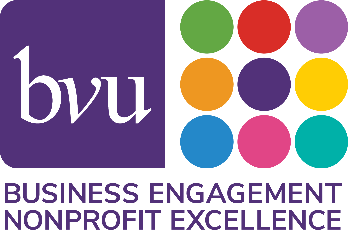 bvu
BUSINESS ENGAGEMENT
NONPROFIT EXCELLENCE